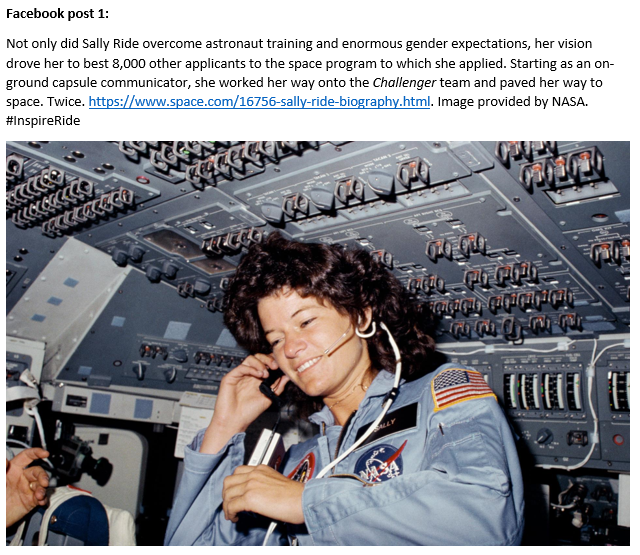 Facebook post 1:
Not only did Sally Ride overcome astronaut training and enormous gender expectations, her vision
drove her to best 8,000 other applicants to the space program to which she applied. Starting as an on-
ground capsule communicator, she worked her way onto the Challenger team and paved her way to
space. Twice. https://www.space.com/16756-sally-ride-biography.html. Image provided by NASA.
#InspireRide
ALLY
NASA